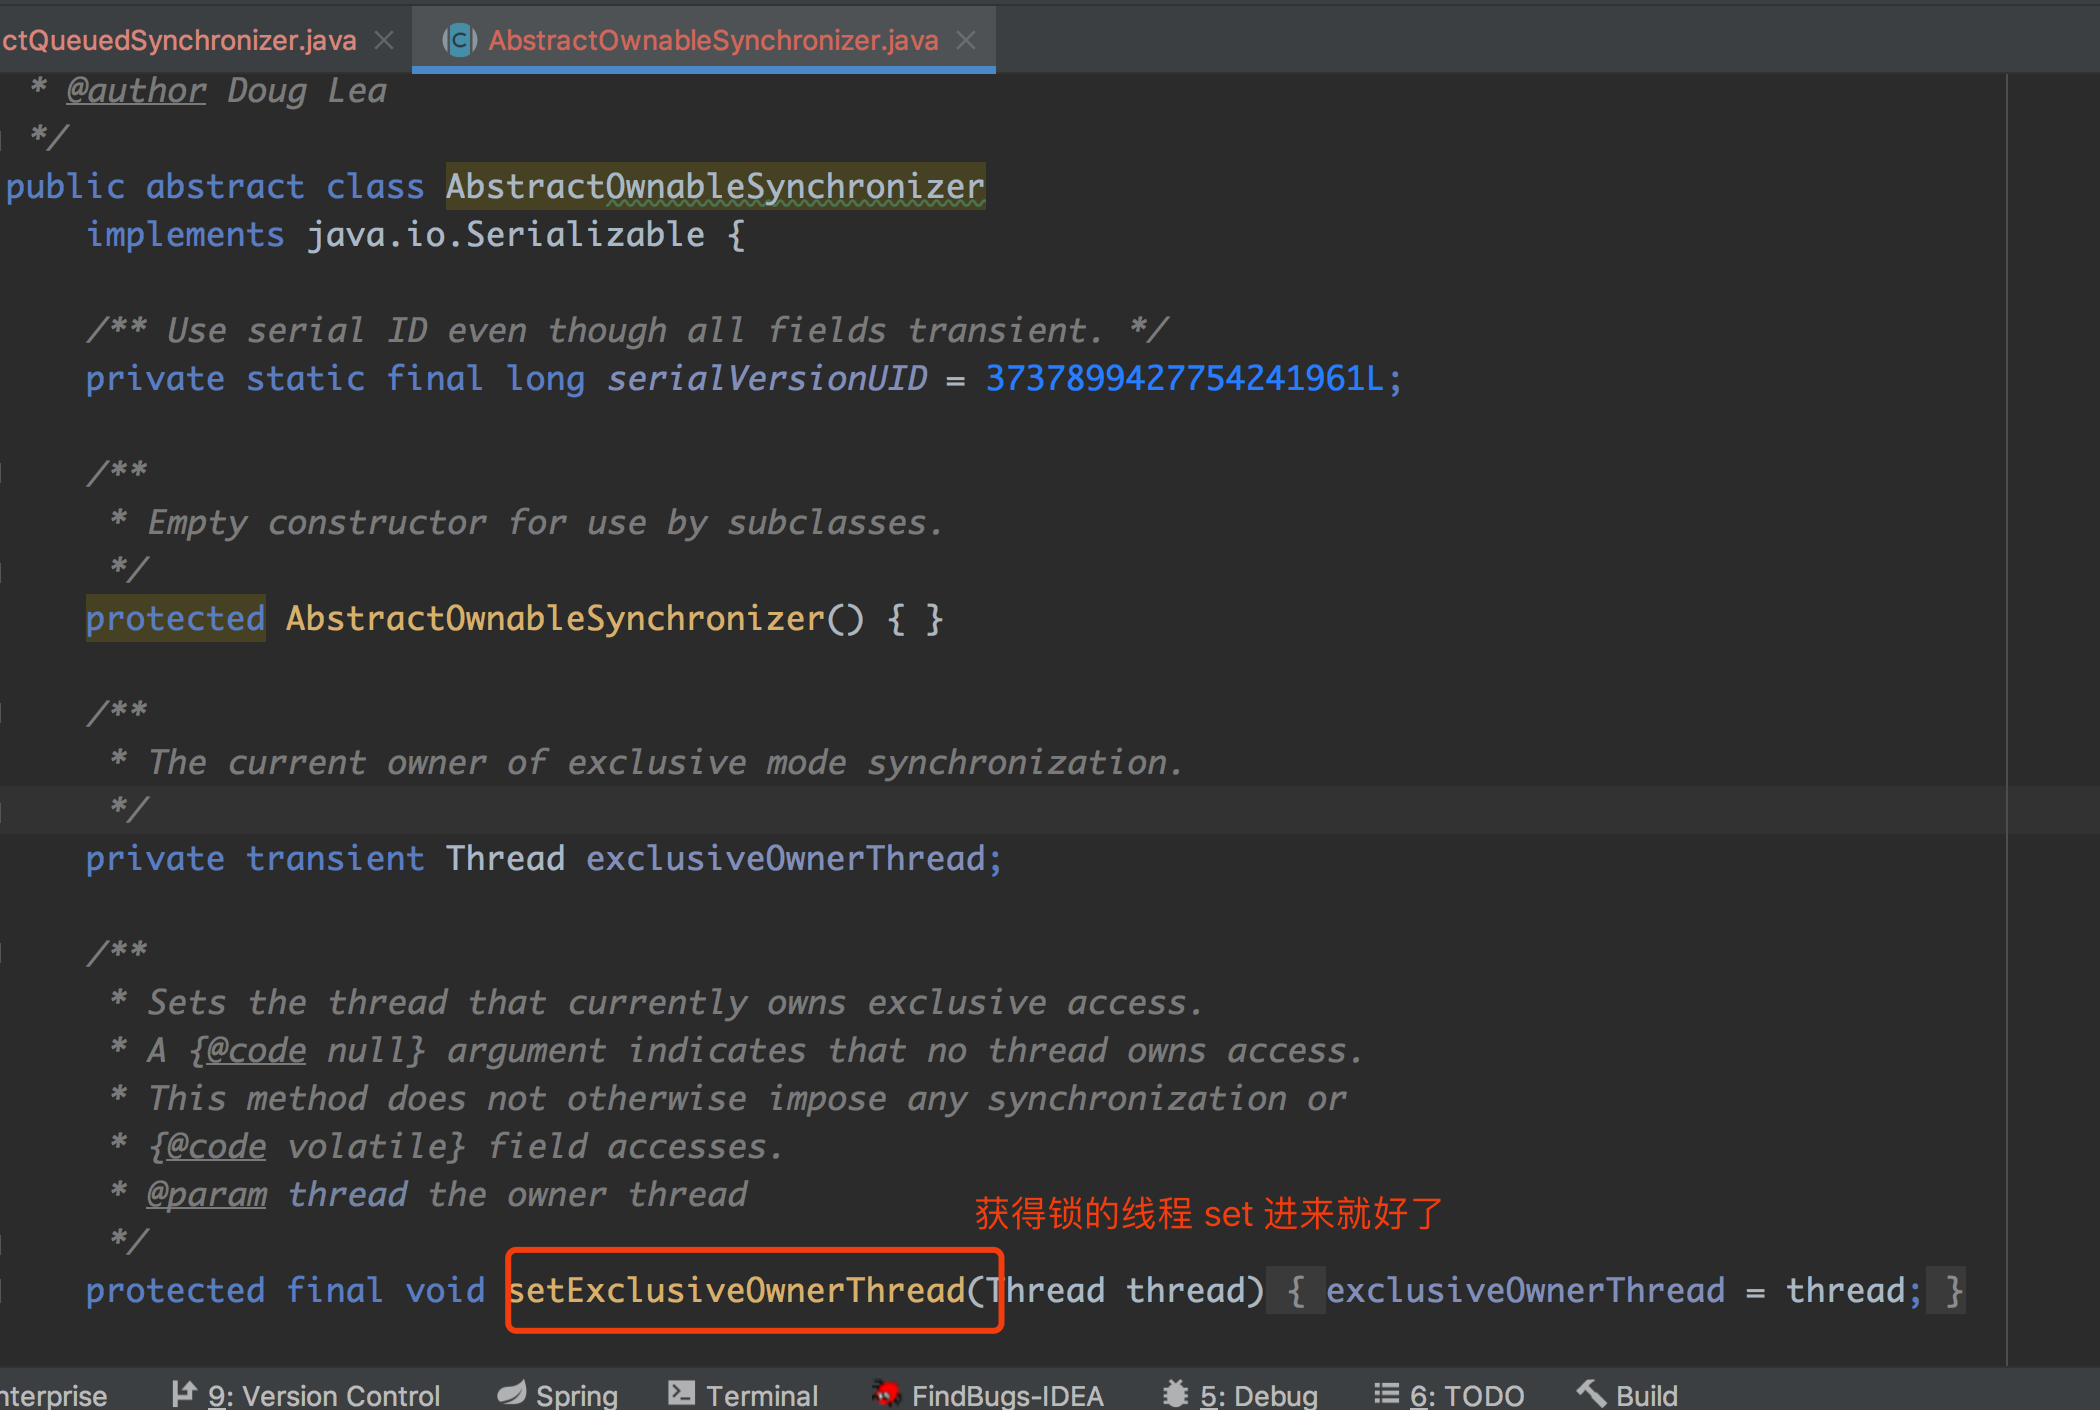 ctQueuedSynchronizer.java × AbstractOwnableSynchronizer.java ×
* @author Doug Lea
*/
public abstract class AbstractOwnableSynchronizer
implements java.io.Serializable {
/** Use serial ID even though all fields transient. */
private static final long serialVersionUID = 3737899427754241961L;
/**
* Empty constructor for use by subclasses.
*/
protected AbstractOwnableSynchronizer() { }
/**
* The current owner of exclusive mode synchronization.
*/
private transient Thread exclusiveOwnerThread;
/**
* Sets the thread that currently owns exclusive access.
* A {@code null} argument indicates that no thread owns access.
* This method does not otherwise impose any synchronization or
* {@code volatile} field accesses.
* @param thread the owner thread
获得锁的线程 set 进来就好了
*/
protected final void setExclusiveOwnerThread(Thread thread) { exclusiveOwnerThread = thread; }
nterprise 9: Version Control Spring Terminal FindBugs-IDEA 5: Debug 6: TODO Build